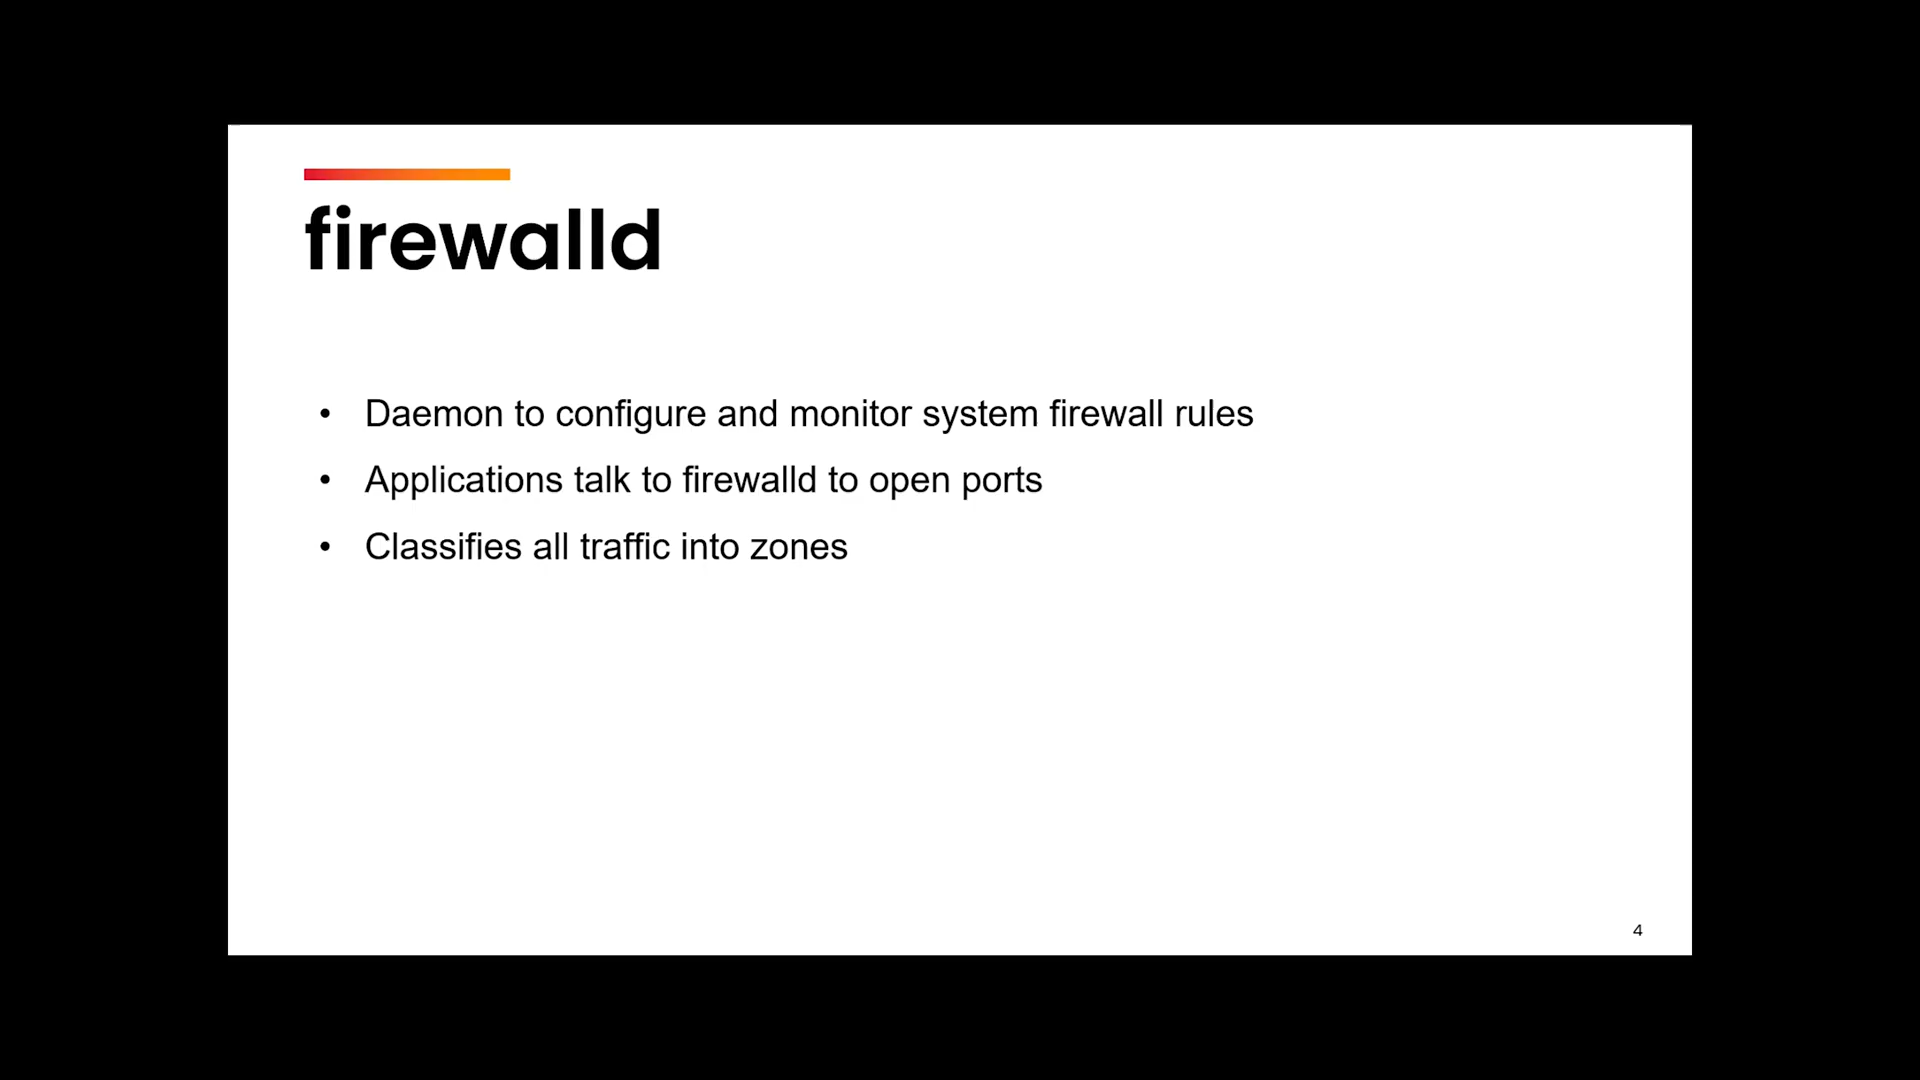 firewalld
• Daemon to configure and monitor system firewall rules
• Applications talk to firewalld to open ports
• Classifies all traffic into zones
4